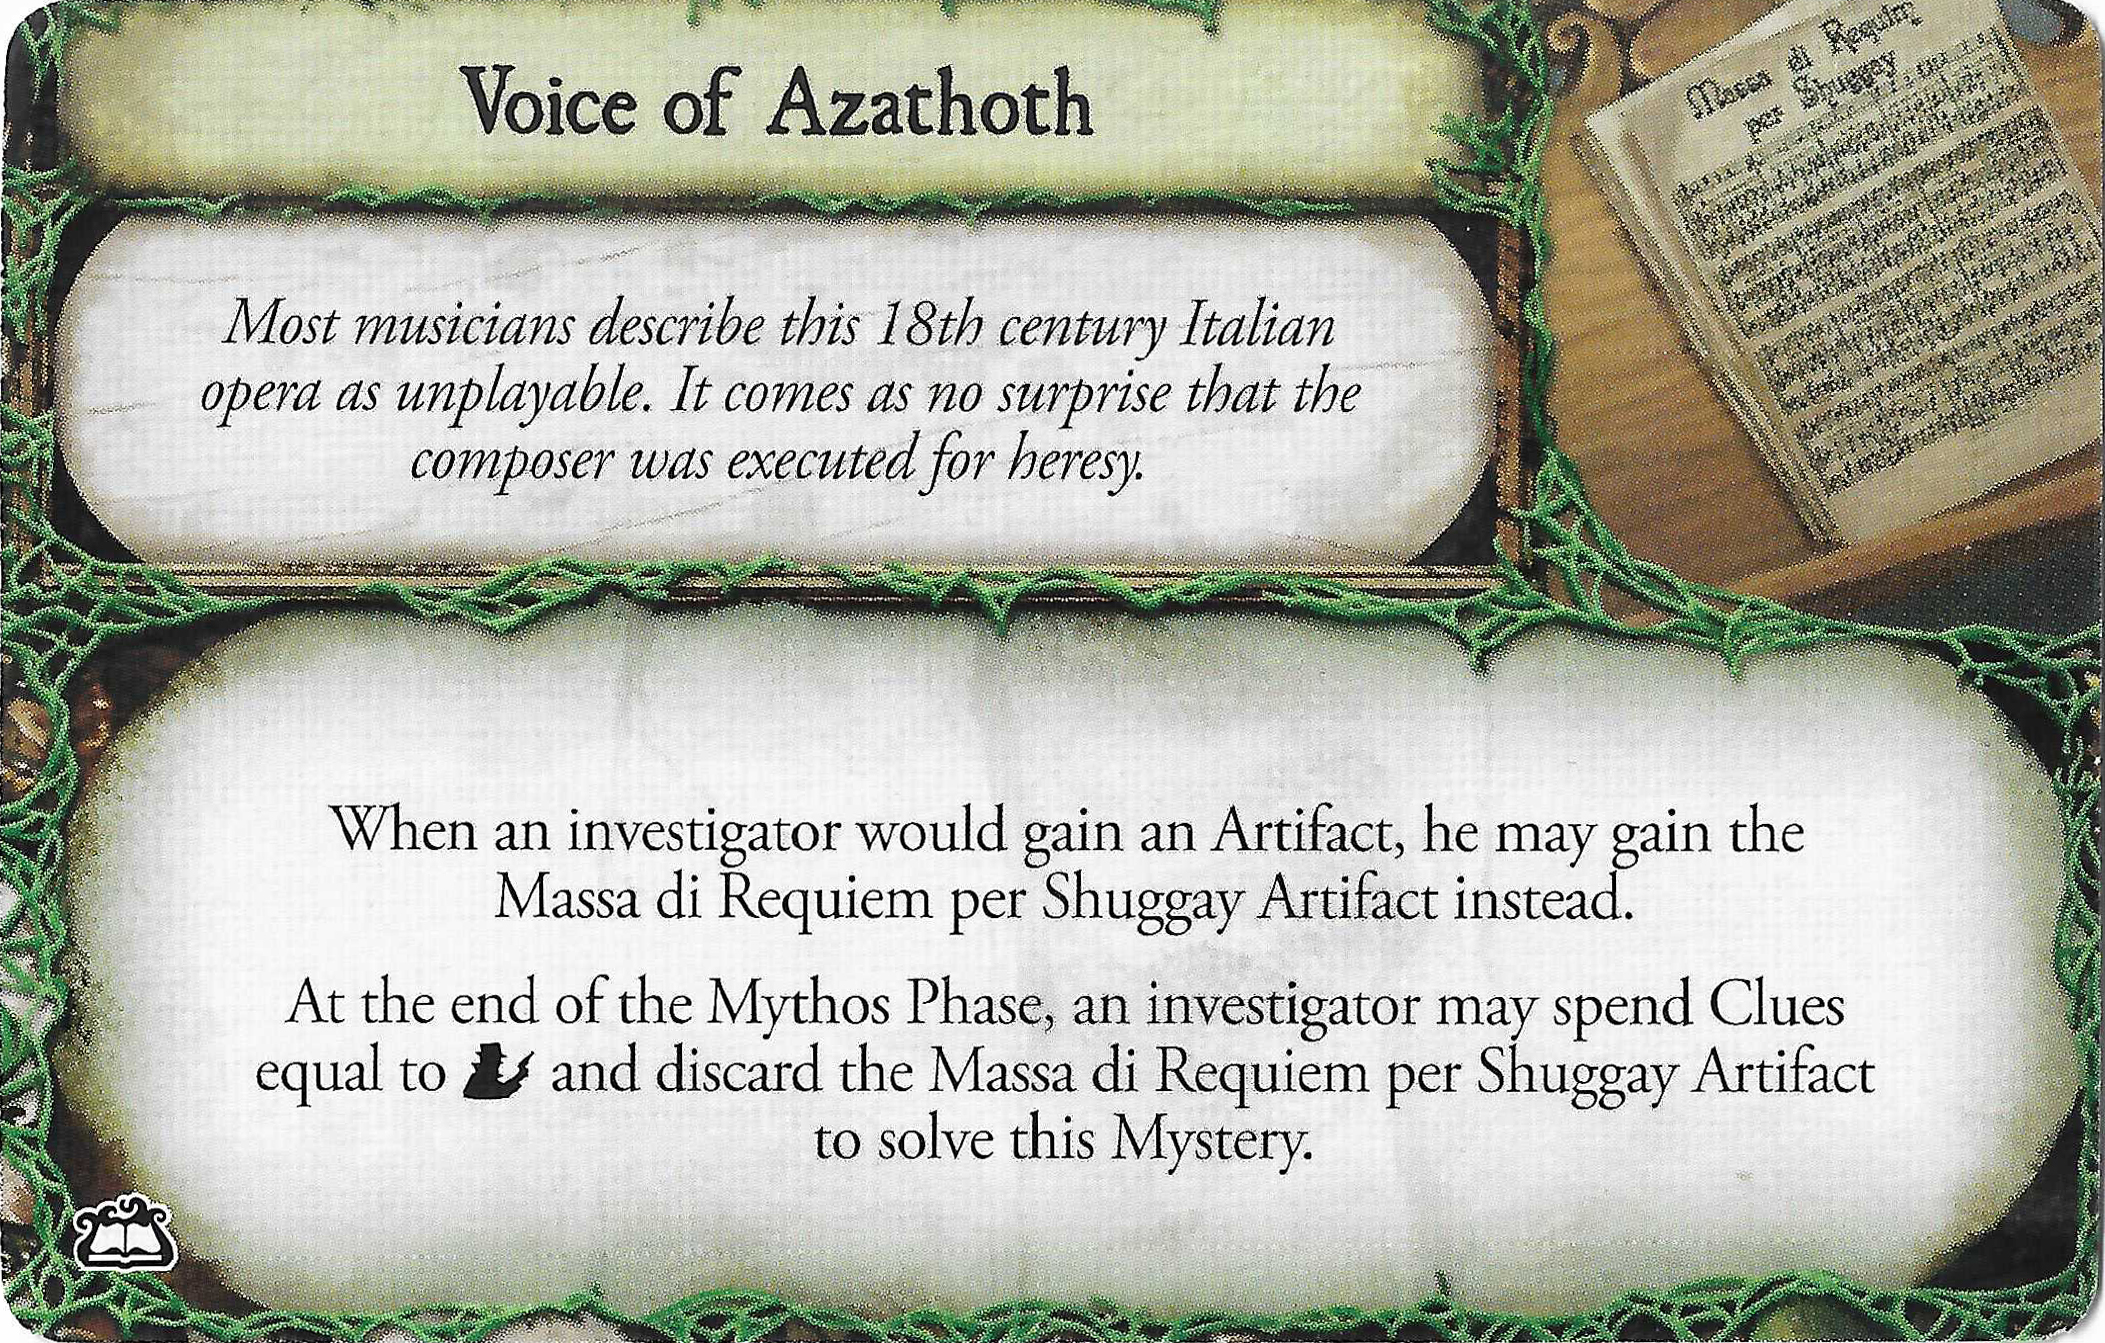 Voice of Azathoth
Massa di Requiem
per Shuggay
Most musicians describe this 18th century Italian
opera as unplayable. It comes as no surprise that the
composer was executed for heresy.
When an investigator would gain an Artifact, he may gain the
Massa di Requiem per Shuggay Artifact instead.
At the end of the Mythos Phase, an investigator may spend Clues
equal to and discard the Massa di Requiem per Shuggay Artifact
to solve this Mystery.